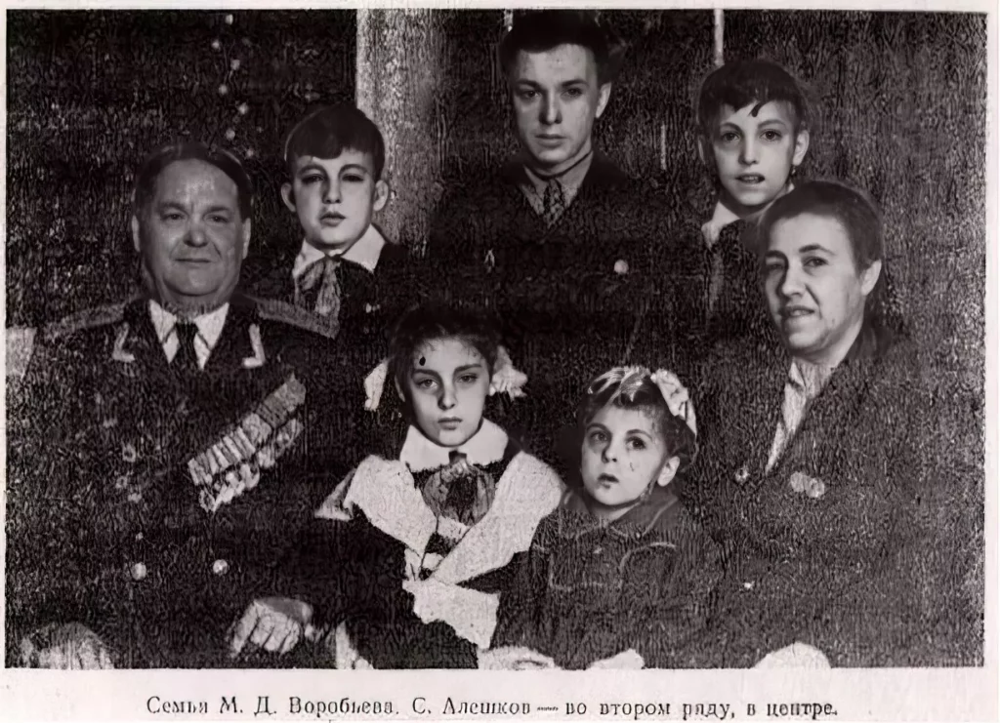 Семья М. Д. Воробьева. С. Алешков — во втором ряду, в центре.